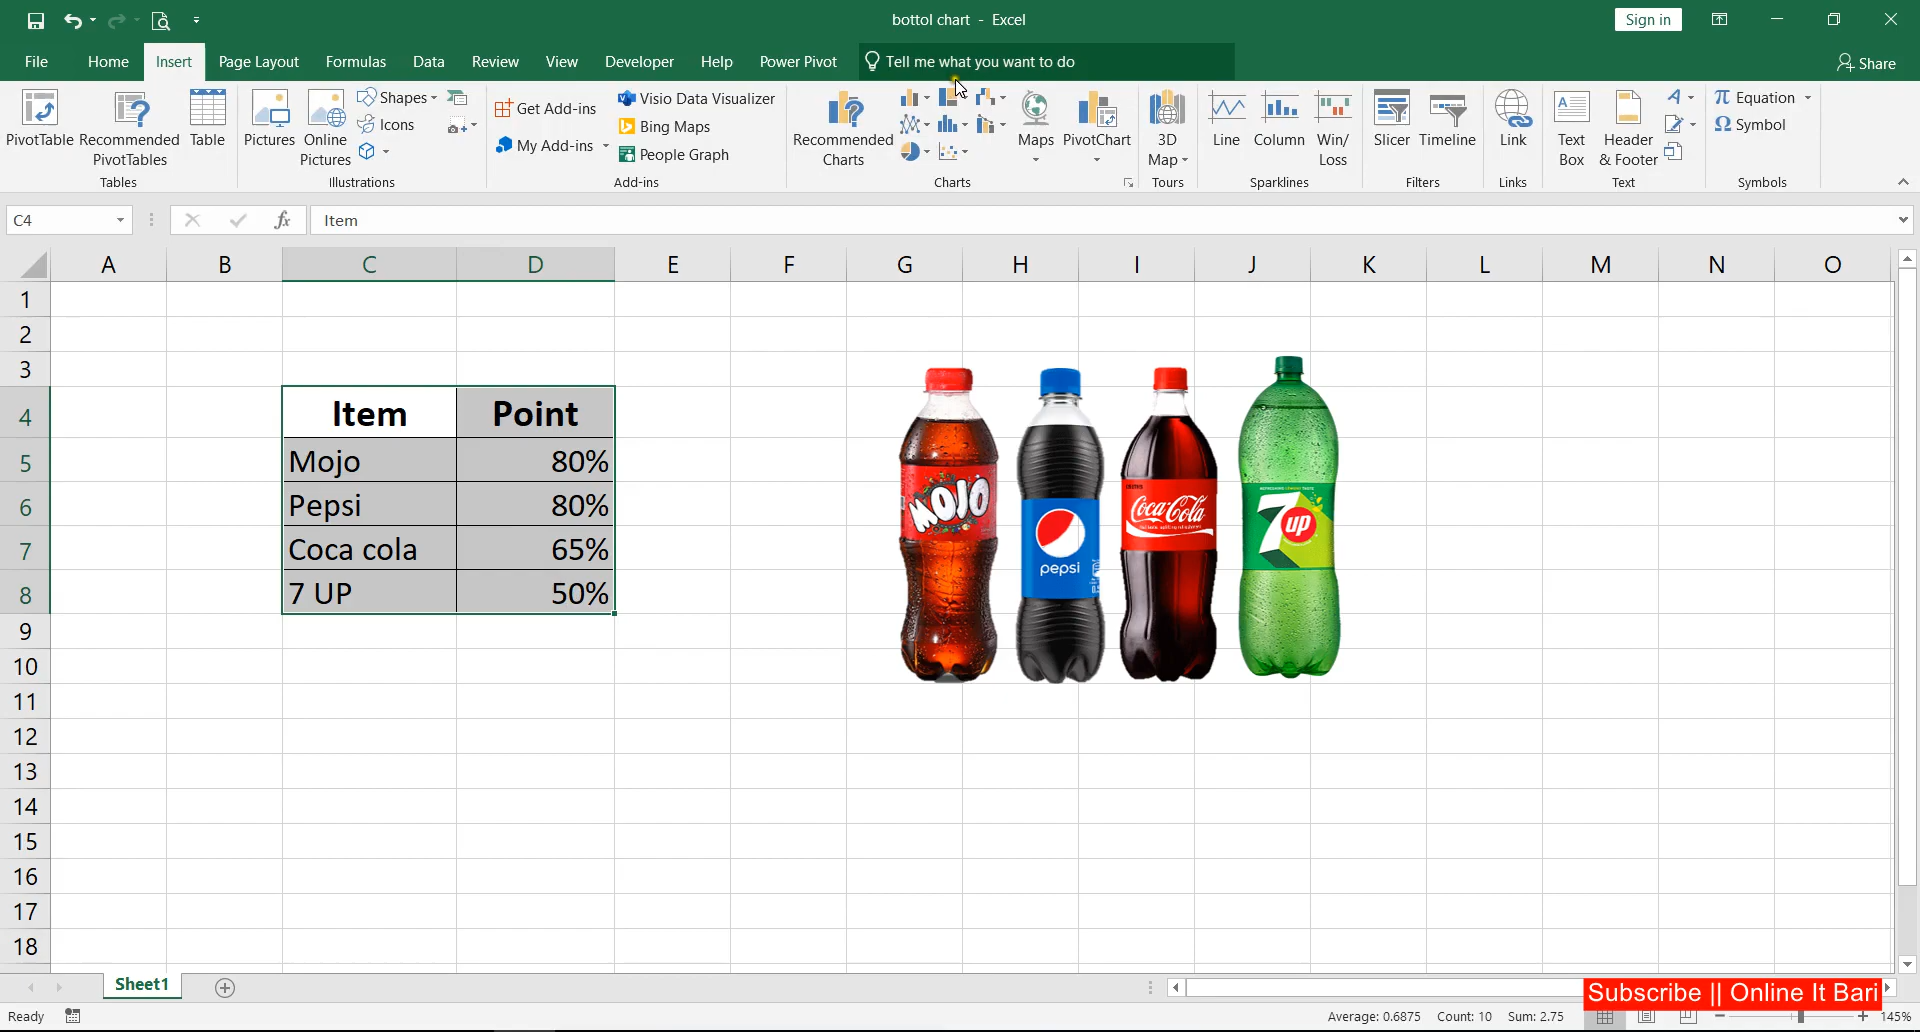 bottol chart - Excel
Sign in
File Home Insert Page Layout Formulas Data Review View Developer Help Power Pivot Tell me what you want to do Share
PivotTable
Recommended
PivotTables
Table
Tables
Pictures
Online
Pictures
Shapes
Icons
Illustrations
Get Add-ins
My Add-ins
Visio Data Visualizer
Bing Maps
People Graph
Add-ins
Recommended
Charts
Maps
PivotChart
Charts
3D
Map
Tours
Line
Column
Win/
Loss
Sparklines
Slicer
Timeline
Filters
Link
Links
Text
Box
Header
& Footer
Text
Equation
Symbol
Symbols
C4
fx
Item
A B C D E F G H I J K L M N O
1
2
3
4 Item Point
5 Mojo 80%
6 Pepsi 80%
7 Coca cola 65%
8 7 UP 50%
9
10
11
12
13
14
15
16
17
18
MOJO
pepsi
Coca-Cola
7up
Sheet1
Subscribe || Online It Bari
Ready
Average: 0.6875 Count: 10 Sum: 2.75
145%